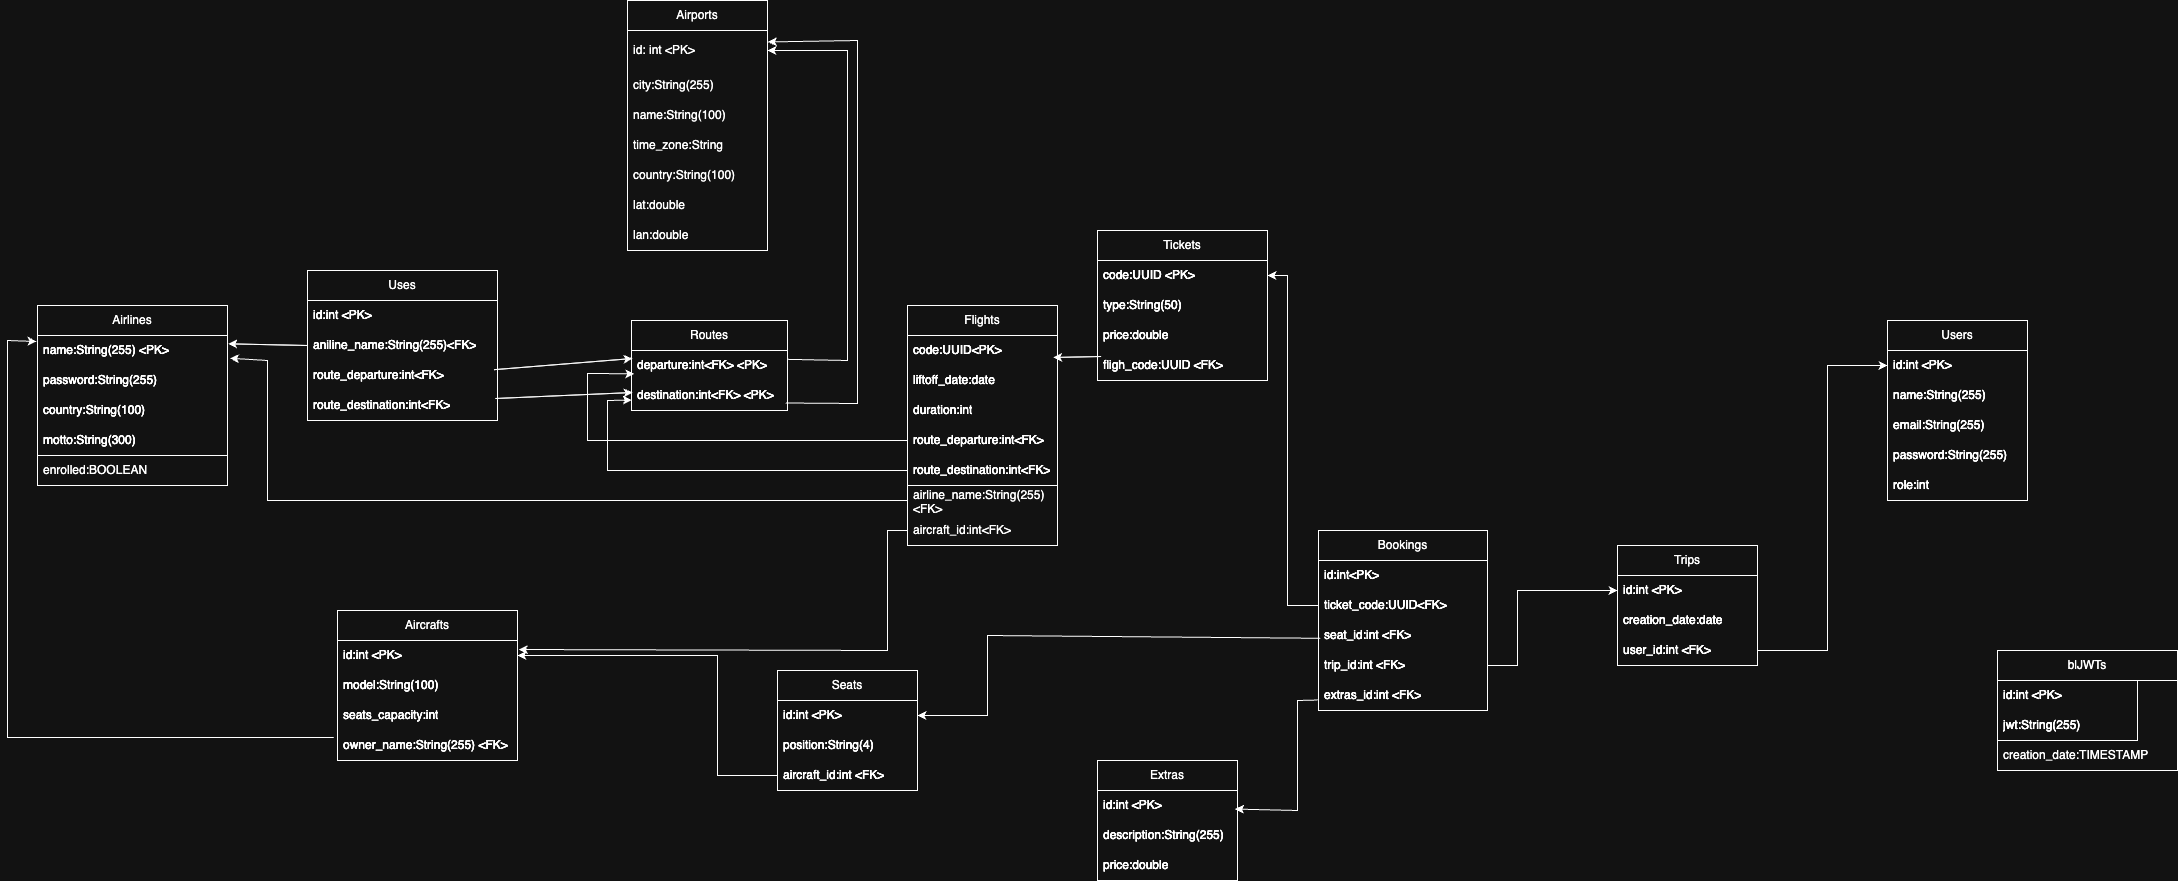 Airports
id: int <PK>
city:String(255)
name:String(100)
time_zone:String
country:String(100)
lat:double
lan:double
Tickets
code:UUID <PK>
type:String(50)
price:double
fligh_code:UUID <FK>
Uses
id:int <PK>
aniline_name:String(255)<FK>
route_departure:int<FK>
route_destination:int<FK>
Airlines
name:String(255) <PK>
password:String(255)
country:String(100)
motto:String(300)
enrolled:BOOLEAN
Routes
departure:int<FK> <PK>
destination:int<FK> <PK>
Flights
code:UUID<PK>
liftoff_date:date
duration:int
route_departure:int<FK>
route_destination:int<FK>
airline_name:String(255)
<FK>
aircraft_id:int<FK>
Users
id:int <PK>
name:String(255)
email:String(255)
password:String(255)
role:int
Bookings
id:int<PK>
ticket_code:UUID<FK>
seat_id:int <FK>
trip_id:int <FK>
extras_id:int <FK>
Trips
id:int <PK>
creation_date:date
user_id:int <FK>
Aircrafts
id:int <PK>
model:String(100)
seats_capacity:int
owner_name:String(255) <FK>
Seats
id:int <PK>
position:String(4)
aircraft_id:int <FK>
blJWTs
id:int <PK>
jwt:String(255)
creation_date:TIMESTAMP
Extras
id:int <PK>
description:String(255)
price:double